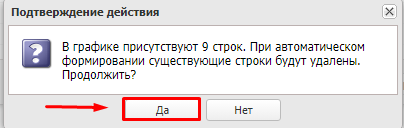 Подтверждение действия
В графике присутствуют 9 строк. При автоматическом
формировании существующие строки будут удалены.
Продолжить?
Да Нет